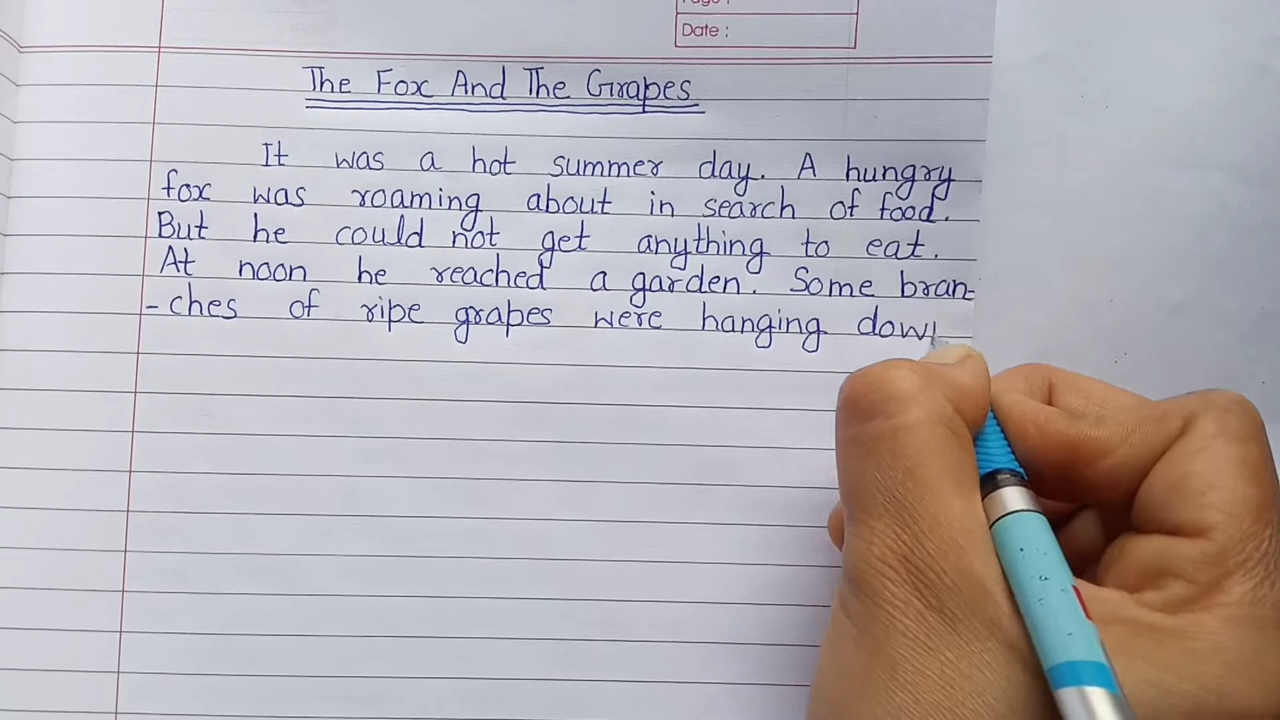 Page :
Date :
The Fox And The Grapes
It was a hot summer day. A hungry
fox was roaming about in search of food.
But he could not get anything to eat.
At noon he reached a garden. Some bran-
-ches of ripe grapes were hanging